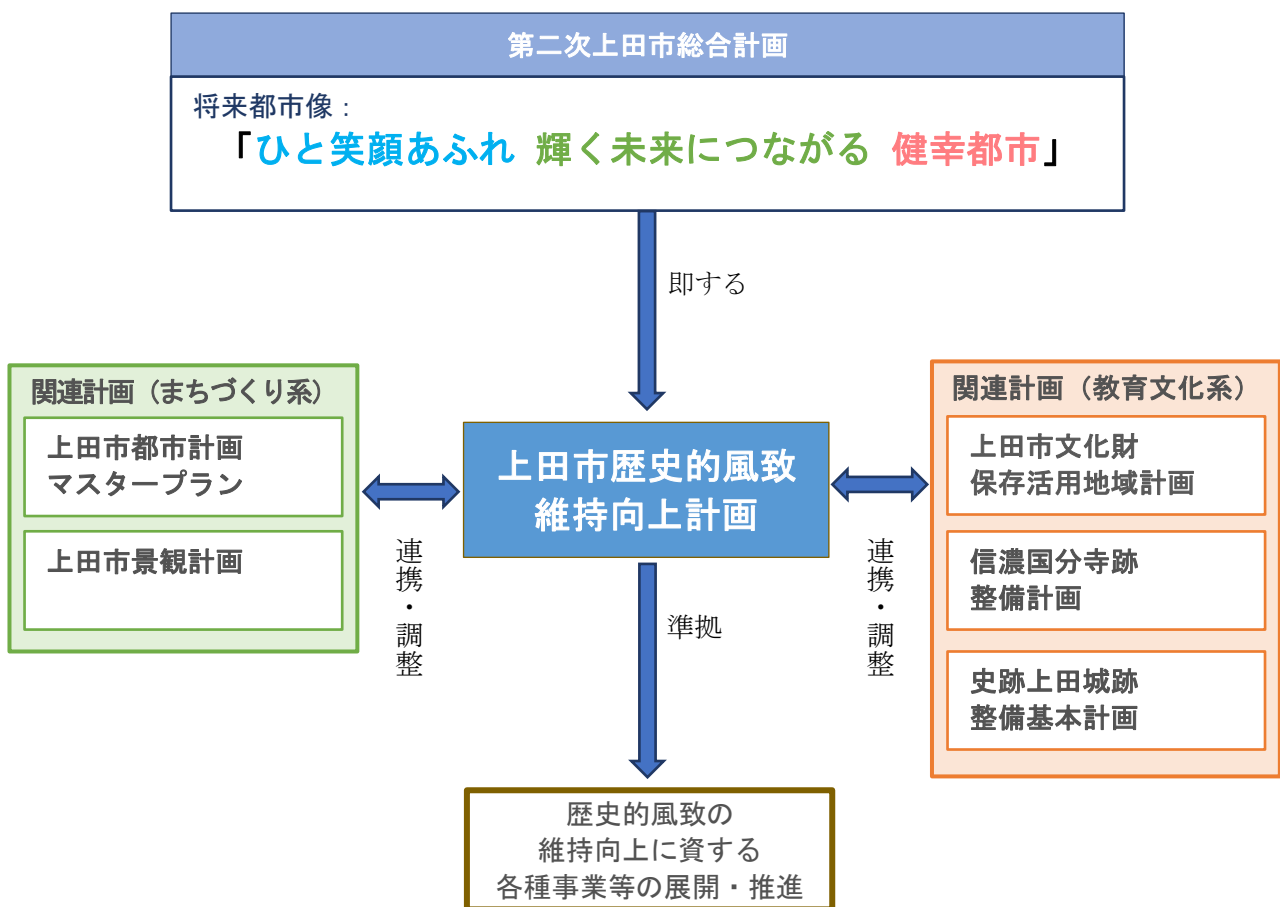 第二次上田市総合計画
将来都市像：
「ひと笑顔あふれ 輝く未来につながる 健幸都市」
即する
関連計画（まちづくり系）
上田市都市計画
マスタープラン
上田市景観計画
連携・調整
上田市歴史的風致
維持向上計画
連携・調整
関連計画（教育文化系）
上田市文化財
保存活用地域計画
信濃国分寺跡
整備計画
史跡上田城跡
整備基本計画
準拠
歴史的風致の
維持向上に資する
各種事業等の展開・推進